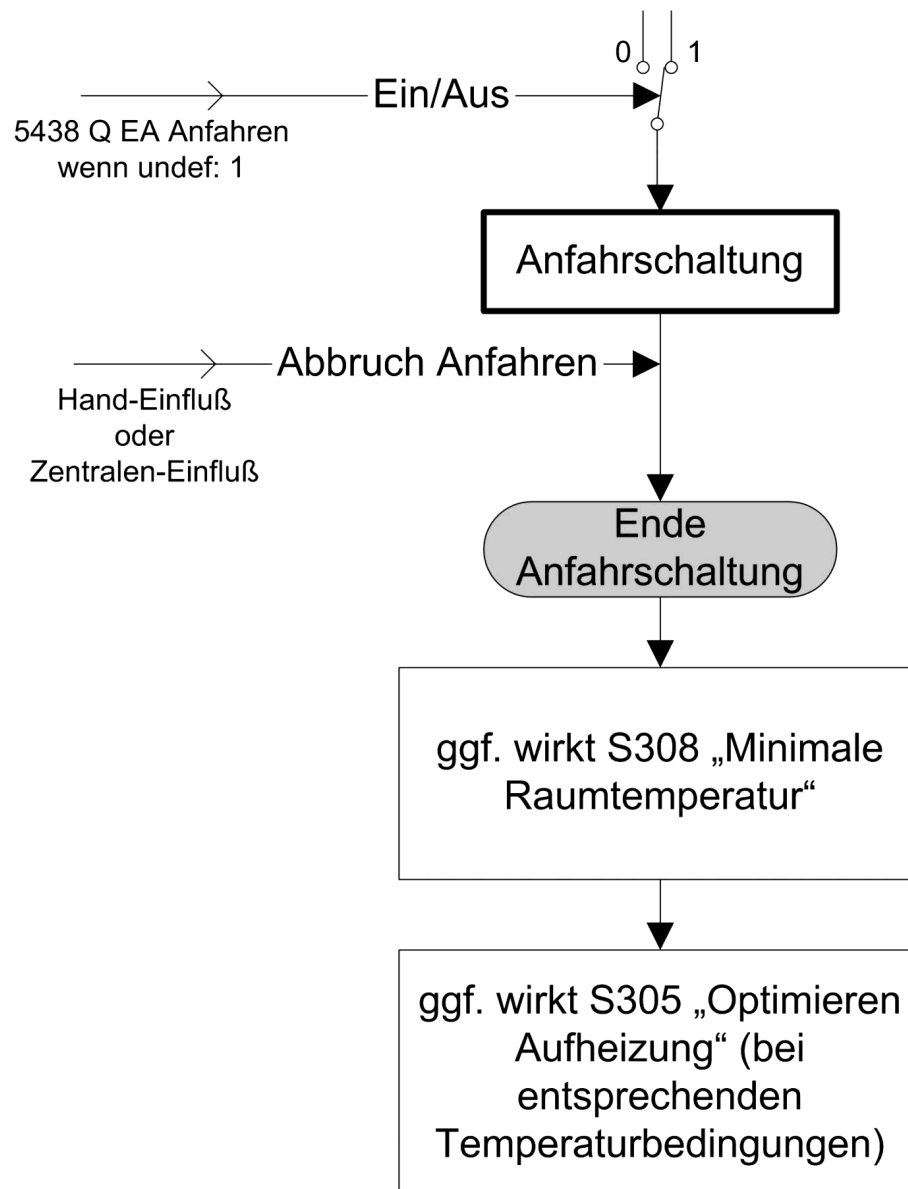 0 1
Ein/Aus
5438 Q EA Anfahren
wenn undef: 1
Anfahrschaltung
Abbruch Anfahren
Hand-Einfluß
oder
Zentralen-Einfluß
Ende
Anfahrschaltung
ggf. wirkt S308 „Minimale
Raumtemperatur“
ggf. wirkt S305 „Optimieren
Aufheizung“ (bei
entsprechenden
Temperaturbedingungen)